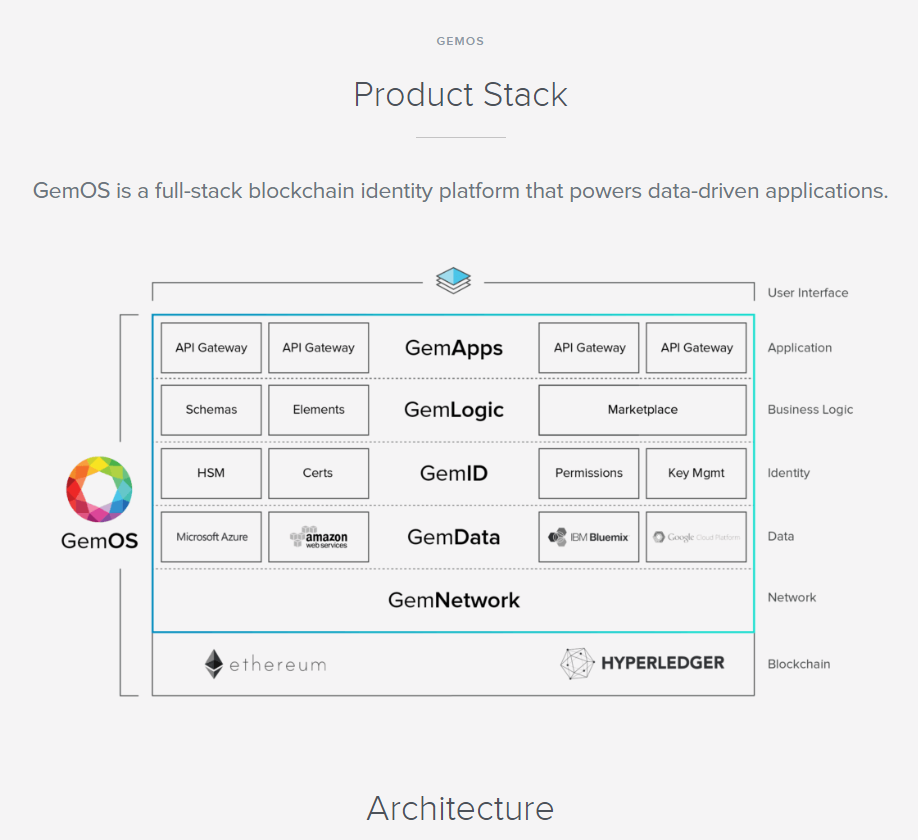 GEMOS
Product Stack
GemOS is a full-stack blockchain identity platform that powers data-driven applications.
User Interface
API Gateway API Gateway GemApps API Gateway API Gateway Application
Schemas Elements GemLogic Marketplace Business Logic
HSM Certs GemID Permissions Key Mgmt Identity
GemOS
Microsoft Azure amazon web services GemData IBM Bluemix Google Cloud Platform Data
GemNetwork Network
ethereum HYPERLEDGER Blockchain
Architecture